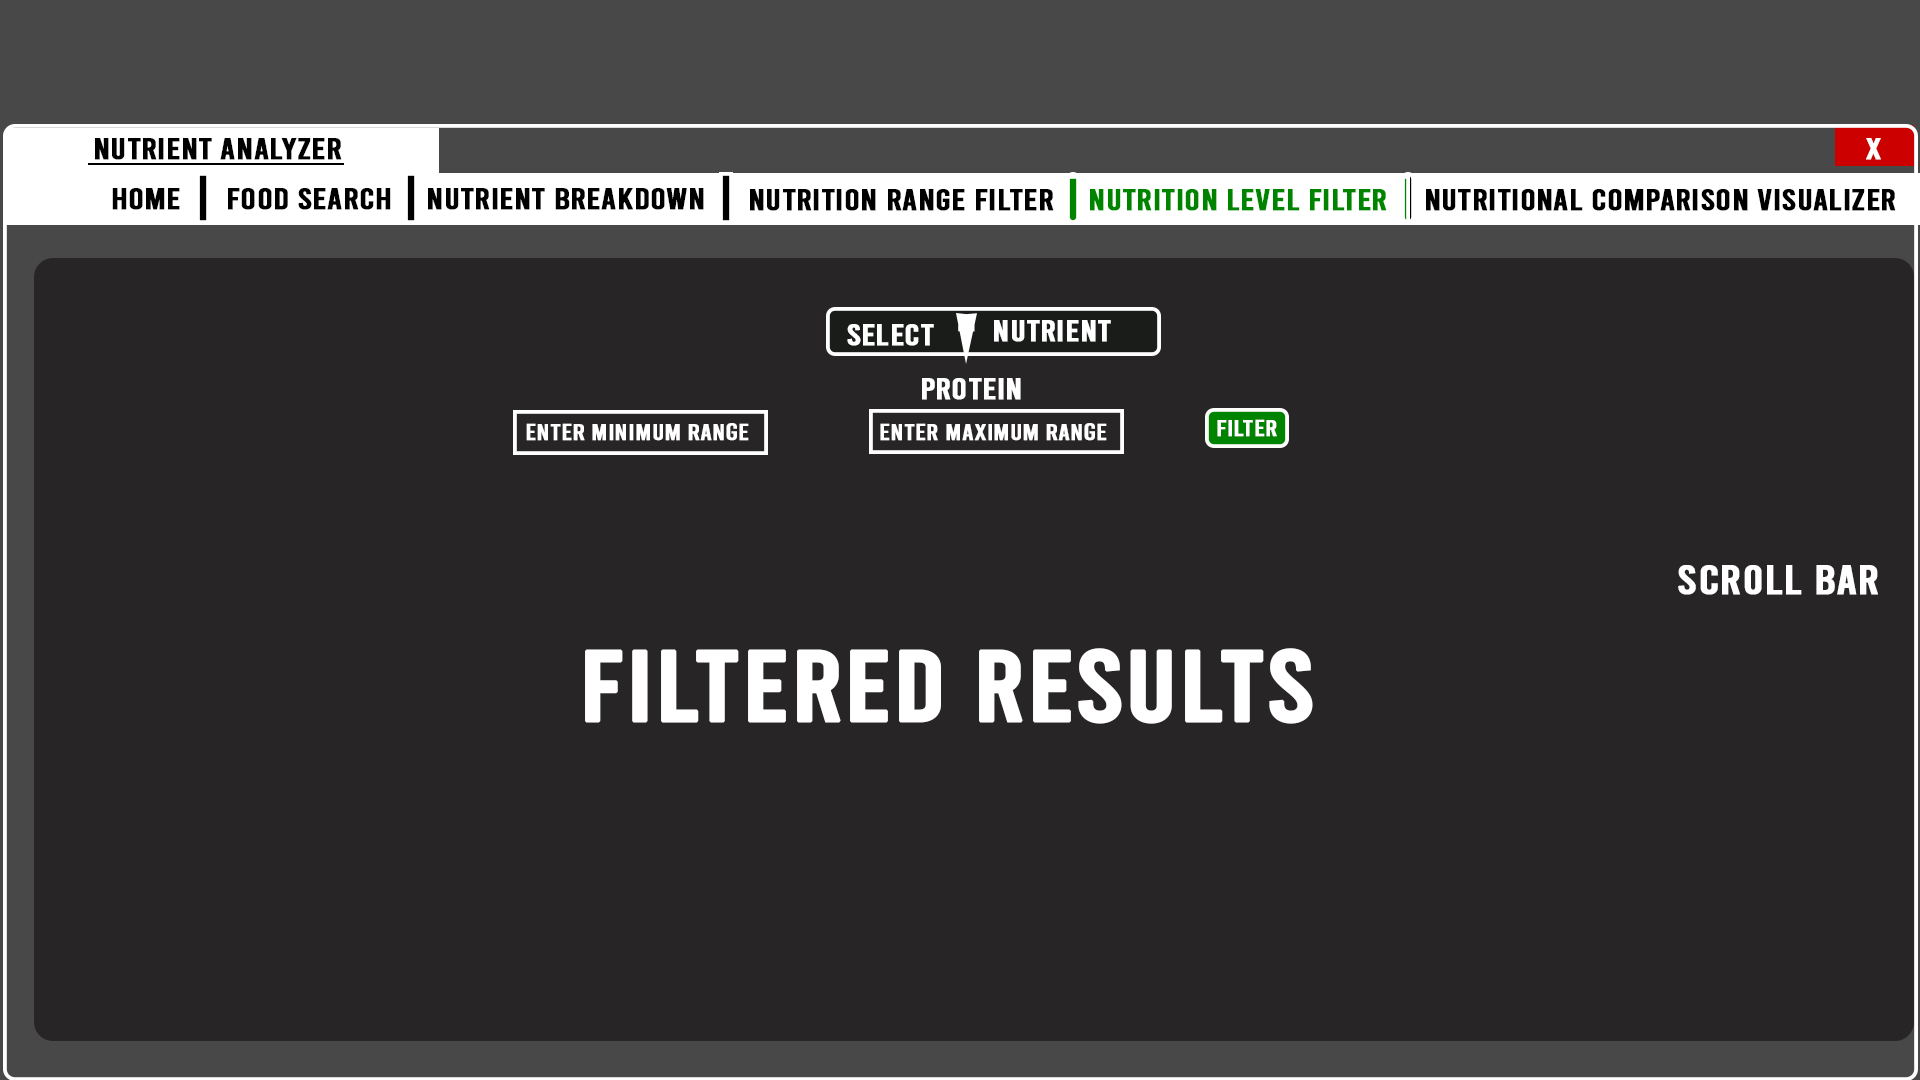 NUTRIENT ANALYZER
X
HOME FOOD SEARCH NUTRIENT BREAKDOWN NUTRITION RANGE FILTER NUTRITION LEVEL FILTER NUTRITIONAL COMPARISON VISUALIZER
SELECT NUTRIENT
PROTEIN
ENTER MINIMUM RANGE ENTER MAXIMUM RANGE FILTER
SCROLL BAR
FILTERED RESULTS